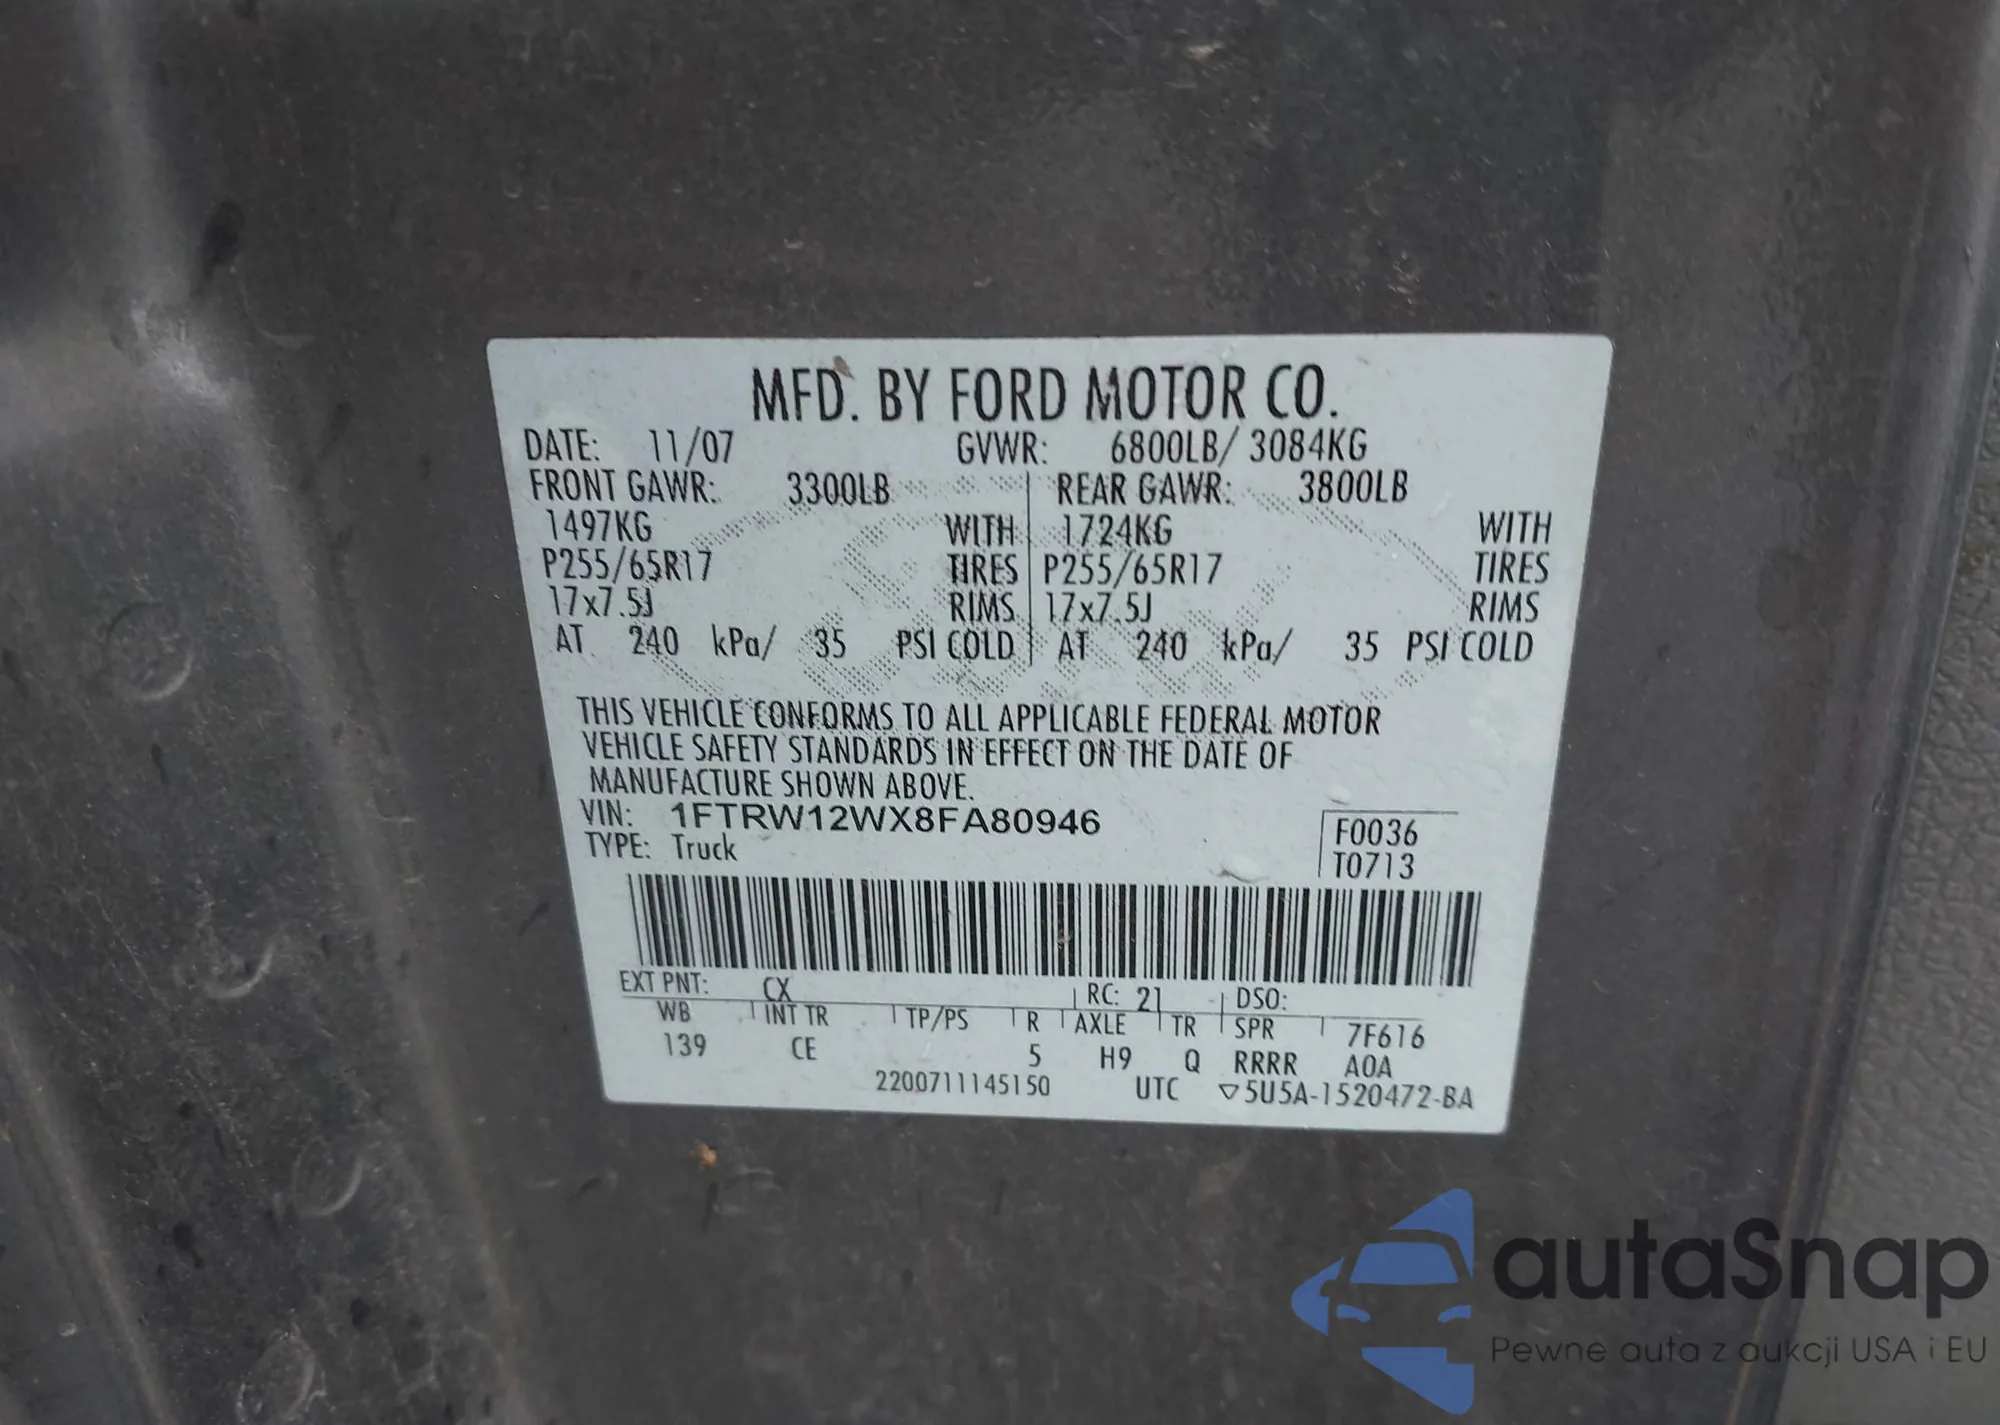 MFD. BY FORD MOTOR CO.
DATE: 11/07 GVWR: 6800LB/ 3084KG
FRONT GAWR: 3300LB REAR GAWR: 3800LB
1497KG WITH 1724KG WITH
P255/65R17 TIRES P255/65R17 TIRES
17x7.5J RIMS 17x7.5J RIMS
AT 240 kPa/ 35 PSI COLD AT 240 kPa/ 35 PSI COLD
THIS VEHICLE CONFORMS TO ALL APPLICABLE FEDERAL MOTOR
VEHICLE SAFETY STANDARDS IN EFFECT ON THE DATE OF
MANUFACTURE SHOWN ABOVE.
VIN: 1FTRW12WX8FA80946
TYPE: Truck
F0036
T0713
EXT PNT: CX RC: 21 DSO:
WB INT TR TP/PS R AXLE TR SPR 7F616
139 CE 5 H9 Q RRRR A0A
2200711145150 UTC ▽5U5A-1520472-BA
autaSnap
Pewne auta z aukcji USA i EU